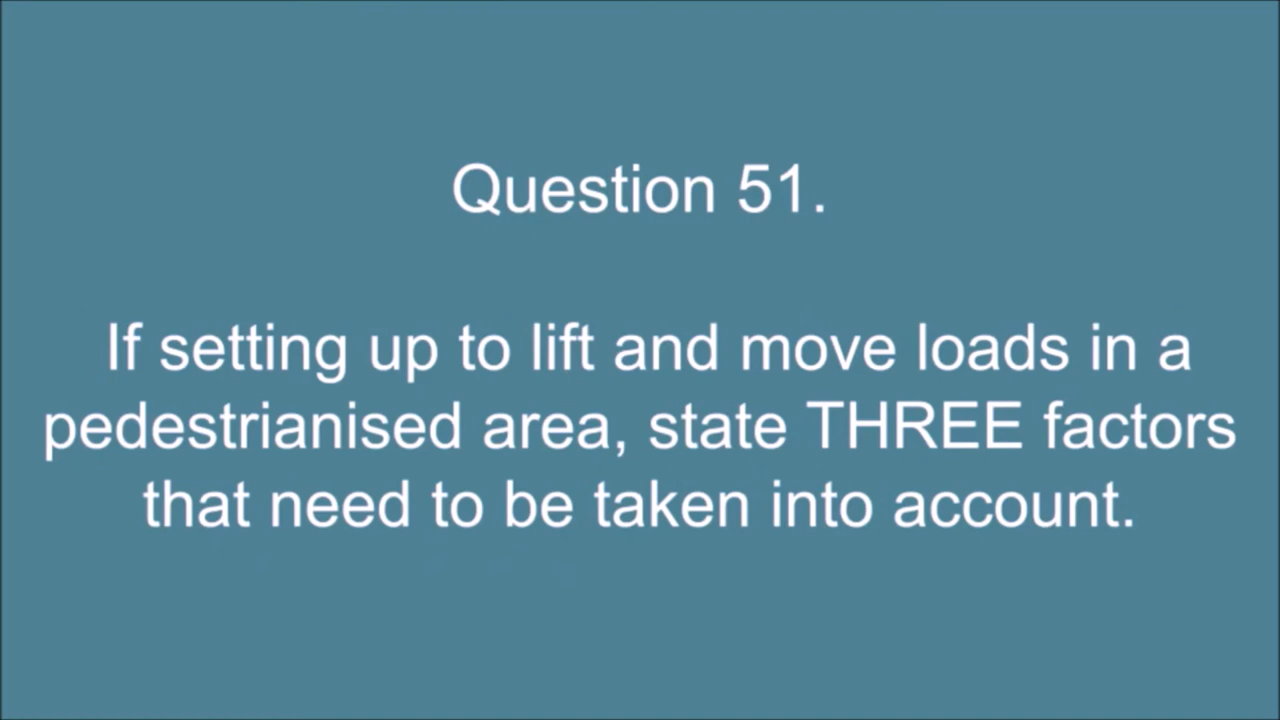 Question 51.
If setting up to lift and move loads in a
pedestrianised area, state THREE factors
that need to be taken into account.